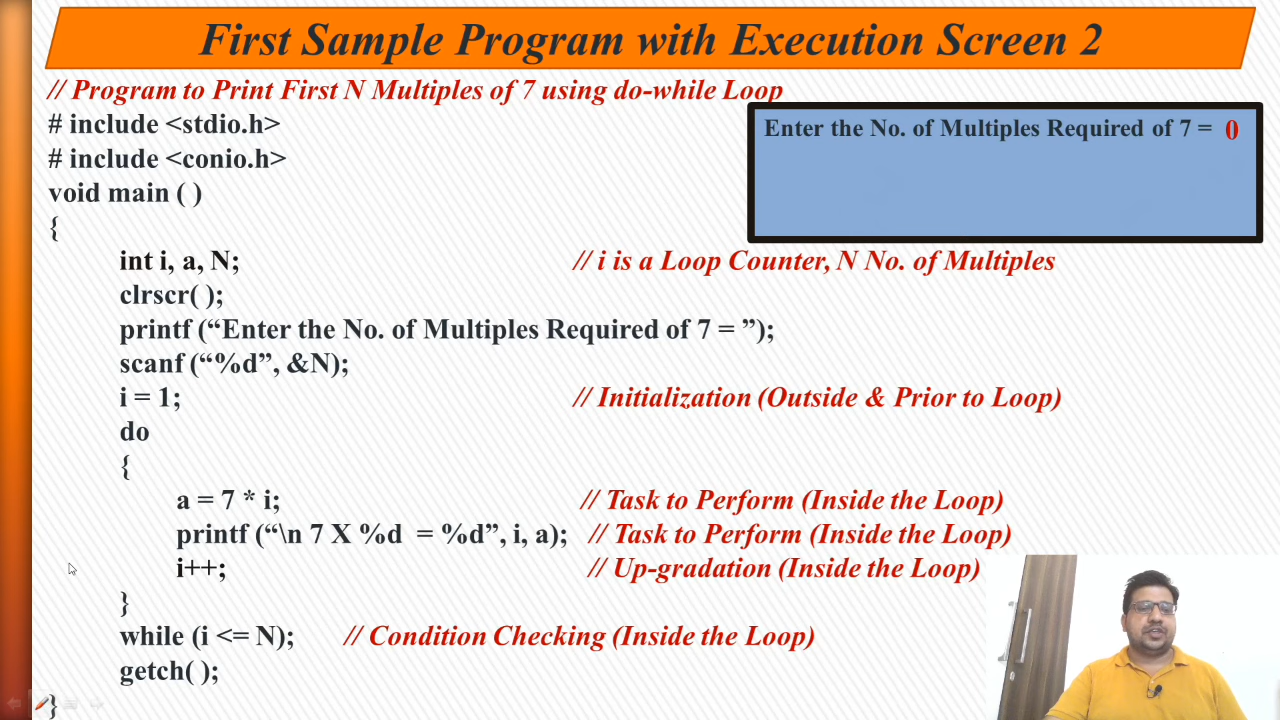 First Sample Program with Execution Screen 2
// Program to Print First N Multiples of 7 using do-while Loop
# include <stdio.h>
# include <conio.h>
void main ( )
{
int i, a, N; // i is a Loop Counter, N No. of Multiples
clrscr( );
printf (“Enter the No. of Multiples Required of 7 = ”);
scanf (“%d”, &N);
i = 1; // Initialization (Outside & Prior to Loop)
do
{
a = 7 * i; // Task to Perform (Inside the Loop)
printf (“\n 7 X %d = %d”, i, a); // Task to Perform (Inside the Loop)
i++; // Up-gradation (Inside the Loop)
}
while (i <= N); // Condition Checking (Inside the Loop)
getch( );
}
Enter the No. of Multiples Required of 7 = 0